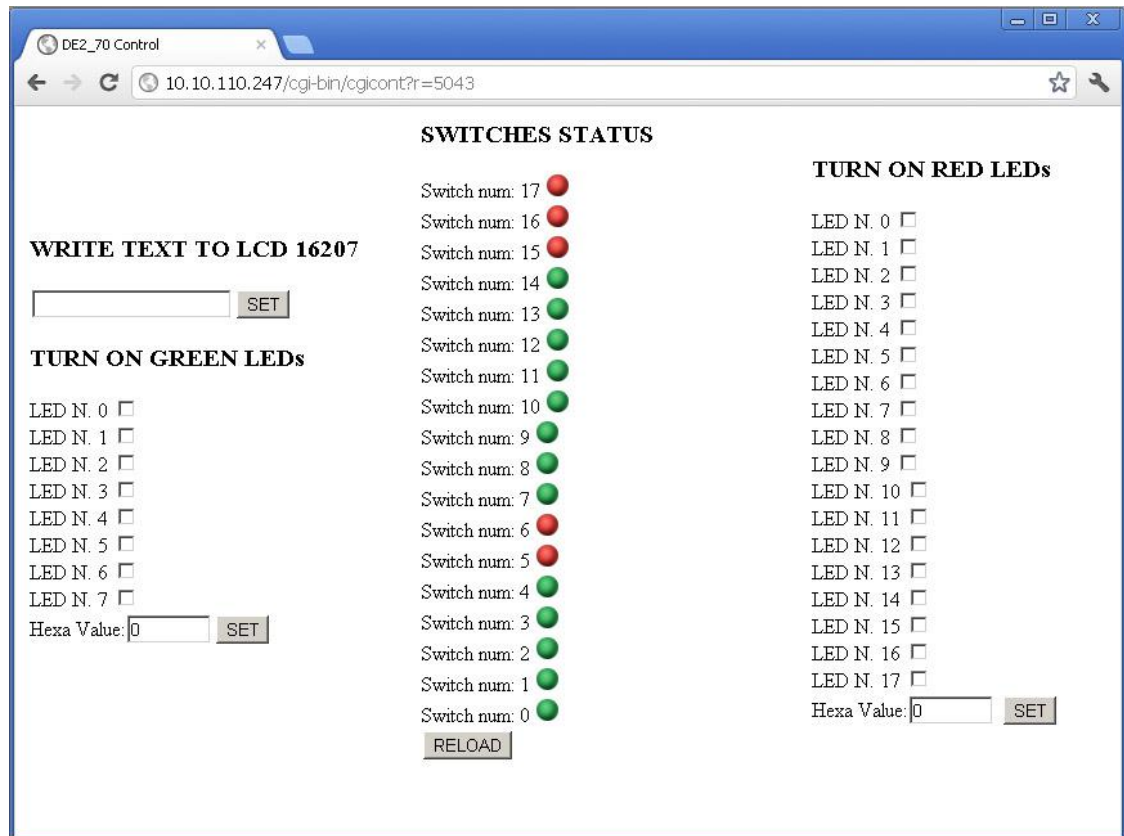 DE2_70 Control
10.10.110.247/cgi-bin/cgicont?r=5043
WRITE TEXT TO LCD 16207
SET
TURN ON GREEN LEDs
LED N. 0
LED N. 1
LED N. 2
LED N. 3
LED N. 4
LED N. 5
LED N. 6
LED N. 7
Hexa Value: 0 SET
SWITCHES STATUS
Switch num: 17
Switch num: 16
Switch num: 15
Switch num: 14
Switch num: 13
Switch num: 12
Switch num: 11
Switch num: 10
Switch num: 9
Switch num: 8
Switch num: 7
Switch num: 6
Switch num: 5
Switch num: 4
Switch num: 3
Switch num: 2
Switch num: 1
Switch num: 0
RELOAD
TURN ON RED LEDs
LED N. 0
LED N. 1
LED N. 2
LED N. 3
LED N. 4
LED N. 5
LED N. 6
LED N. 7
LED N. 8
LED N. 9
LED N. 10
LED N. 11
LED N. 12
LED N. 13
LED N. 14
LED N. 15
LED N. 16
LED N. 17
Hexa Value: 0 SET